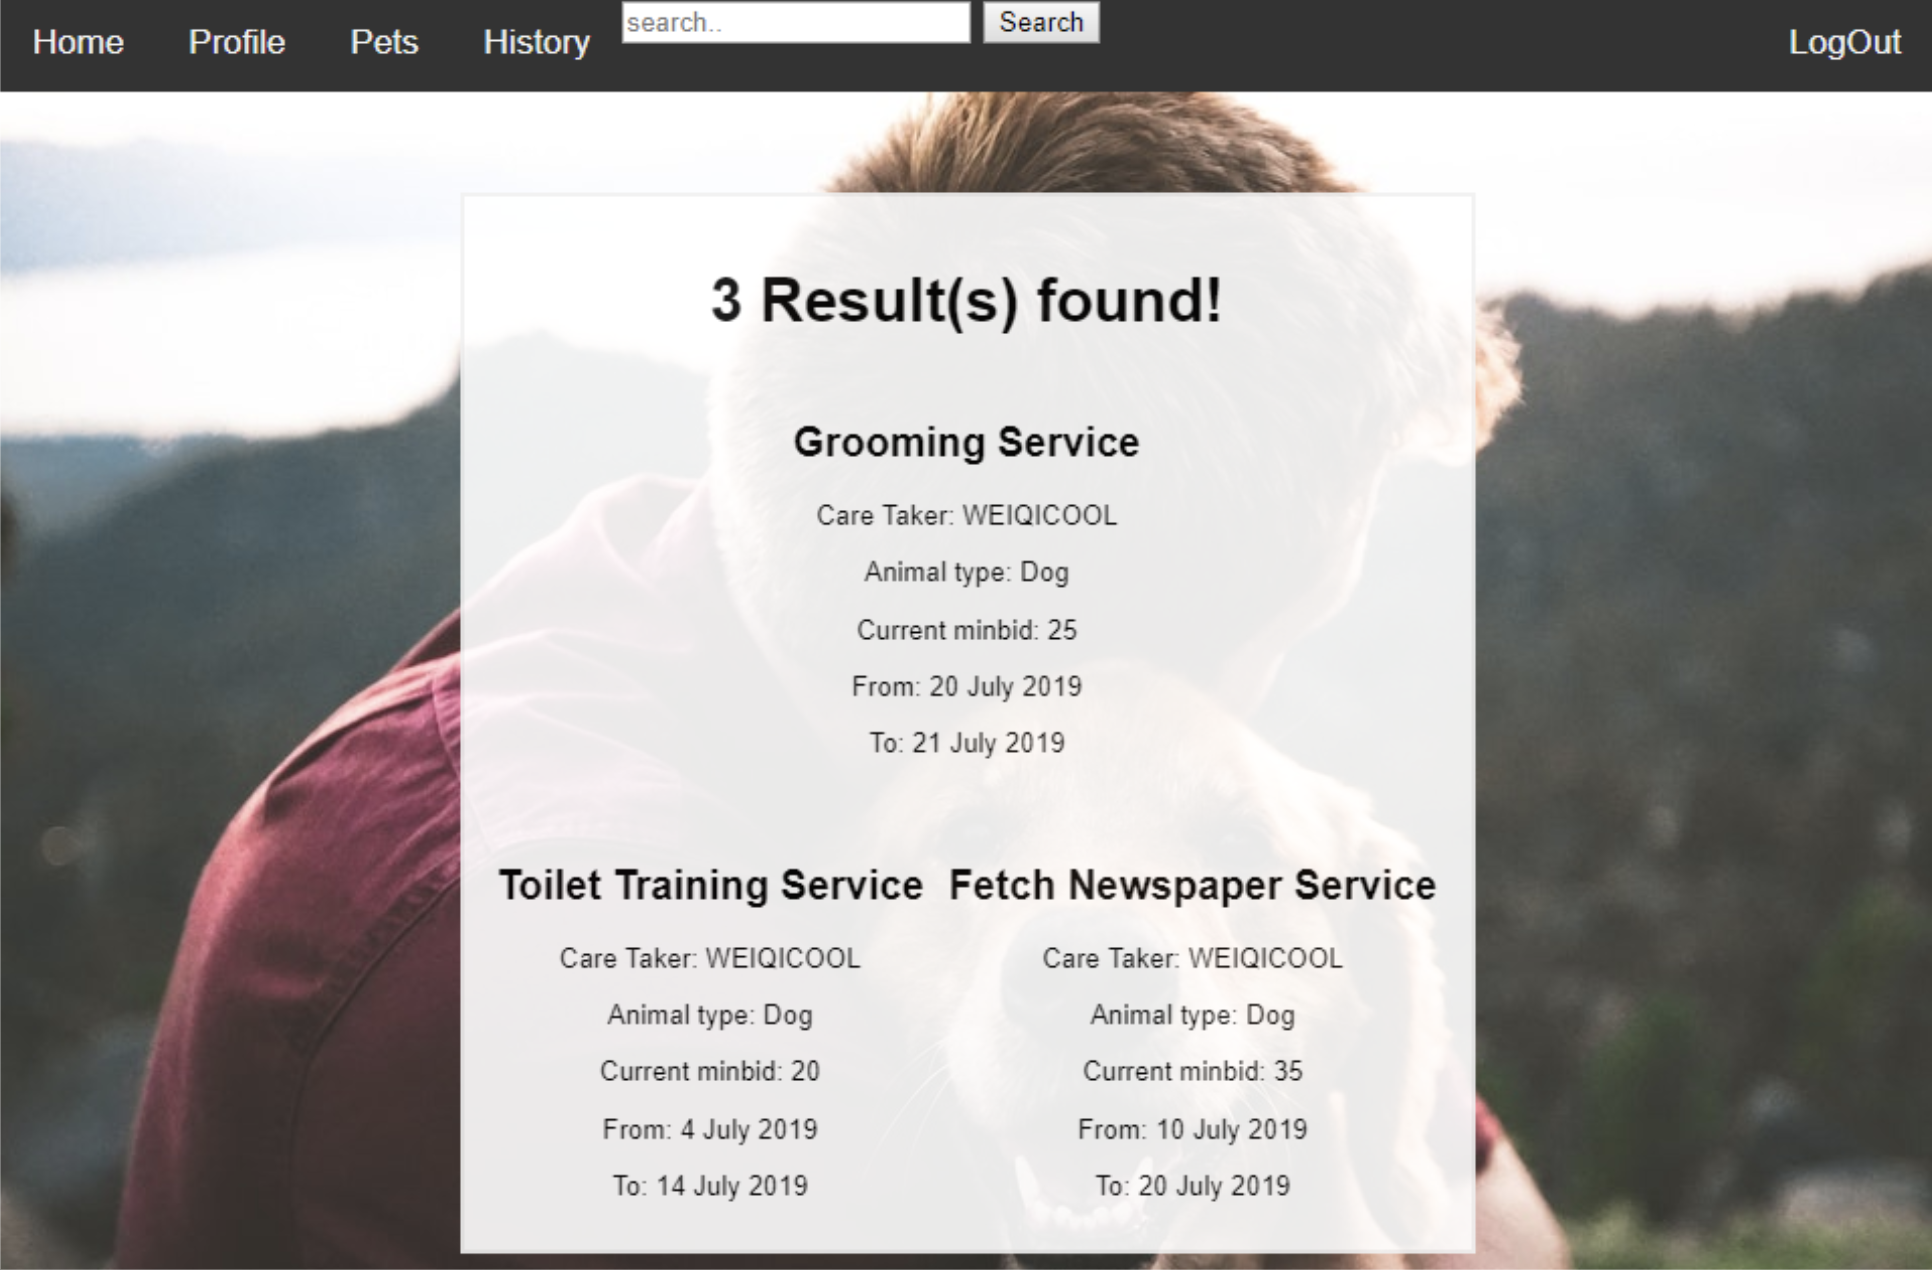 Home Profile Pets History search.. Search LogOut
3 Result(s) found!
Grooming Service
Care Taker: WEIQICOOL
Animal type: Dog
Current minbid: 25
From: 20 July 2019
To: 21 July 2019
Toilet Training Service
Care Taker: WEIQICOOL
Animal type: Dog
Current minbid: 20
From: 4 July 2019
To: 14 July 2019
Fetch Newspaper Service
Care Taker: WEIQICOOL
Animal type: Dog
Current minbid: 35
From: 10 July 2019
To: 20 July 2019